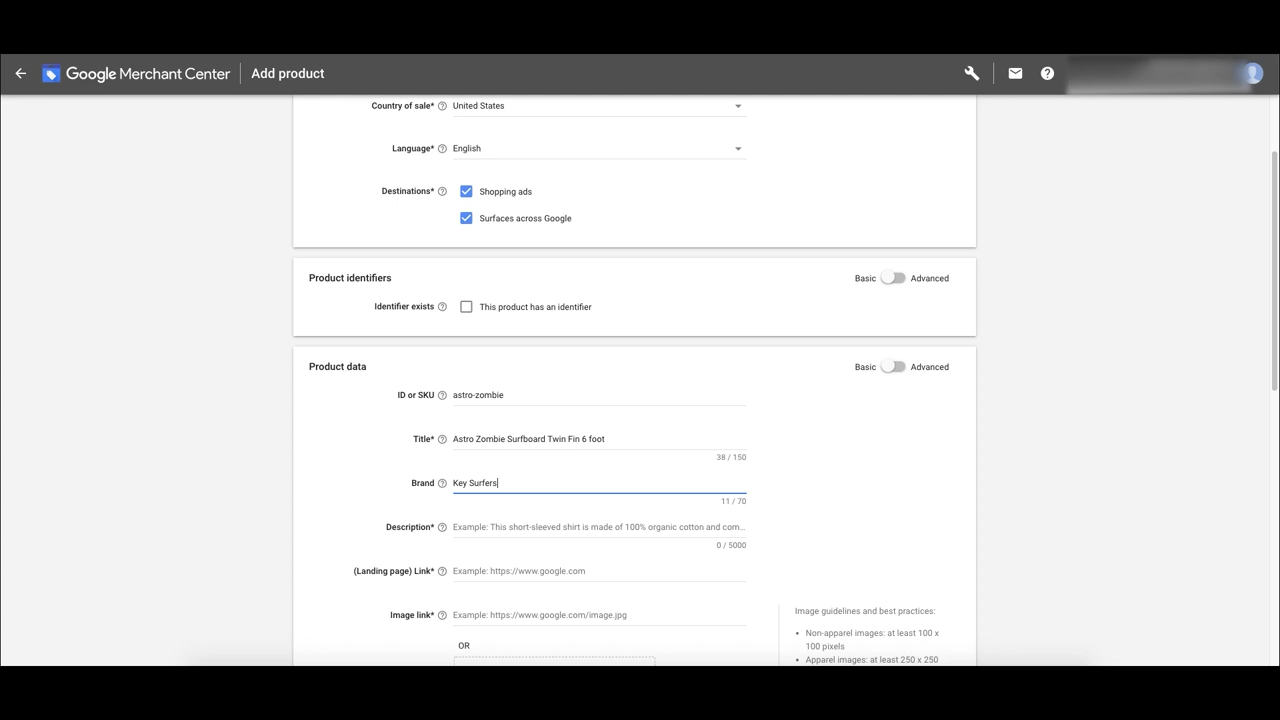 Google Merchant Center Add product
Country of sale* United States
Language* English
Destinations* Shopping ads
Surfaces across Google
Product identifiers Basic Advanced
Identifier exists This product has an identifier
Product data Basic Advanced
ID or SKU astro-zombie
Title* Astro Zombie Surfboard Twin Fin 6 foot
38 / 150
Brand Key Surfers
11 / 70
Description* Example: This short-sleeved shirt is made of 100% organic cotton and com...
0 / 5000
(Landing page) Link* Example: https://www.google.com
Image link* Example: https://www.google.com/image.jpg
OR
Image guidelines and best practices:
• Non-apparel images: at least 100 x
100 pixels
• Apparel images: at least 250 x 250